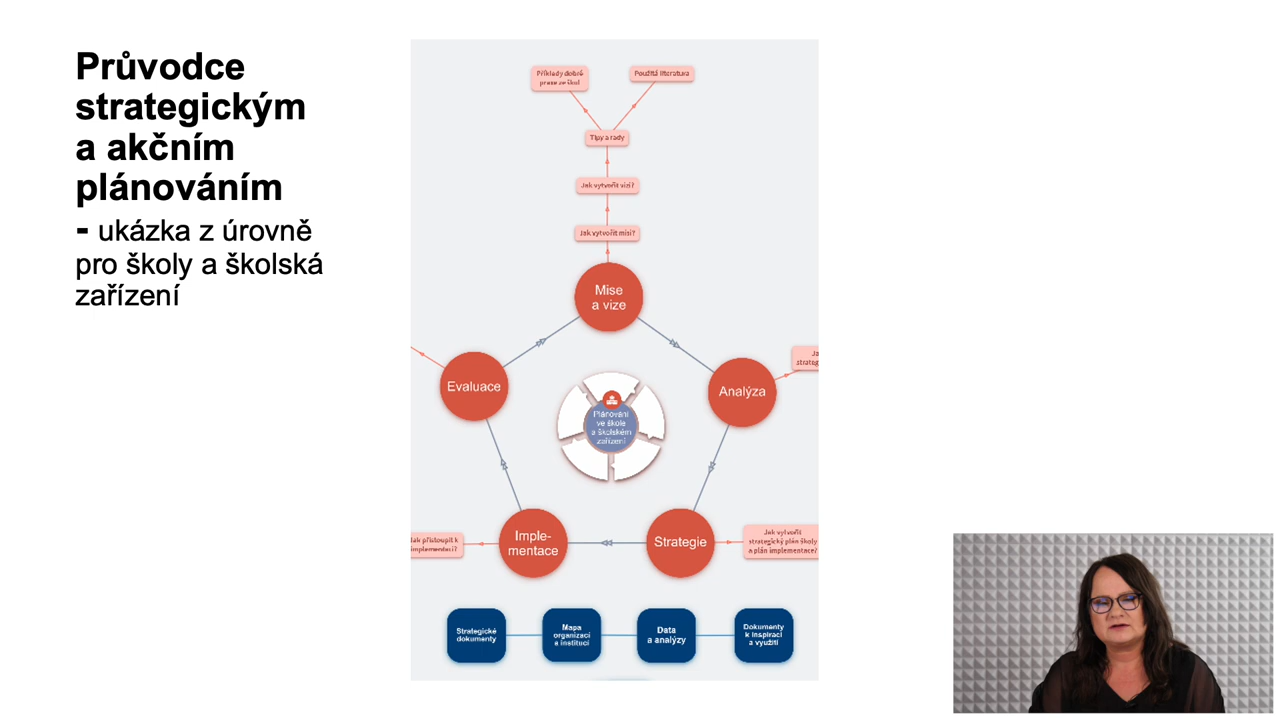 Průvodce
strategickým
a akčním
plánováním
- ukázka z úrovně
pro školy a školská
zařízení
Příklady dobré
praxe ze škol
Použitá literatura
Tipy a rady
Jak vytvořit vizi?
Jak vytvořit misi?
Mise
a vize
Evaluace
Analýza
Plánování
ve škole
a školském
zařízení
Imple-
mentace
Strategie
Jak přistoupit k
implementaci?
Jak vytvořit
strategický plán školy
a plán implementace?
Strategické
dokumenty
Mapa
organizací
a institucí
Data
a analýzy
Dokumenty
k inspiraci
a využití